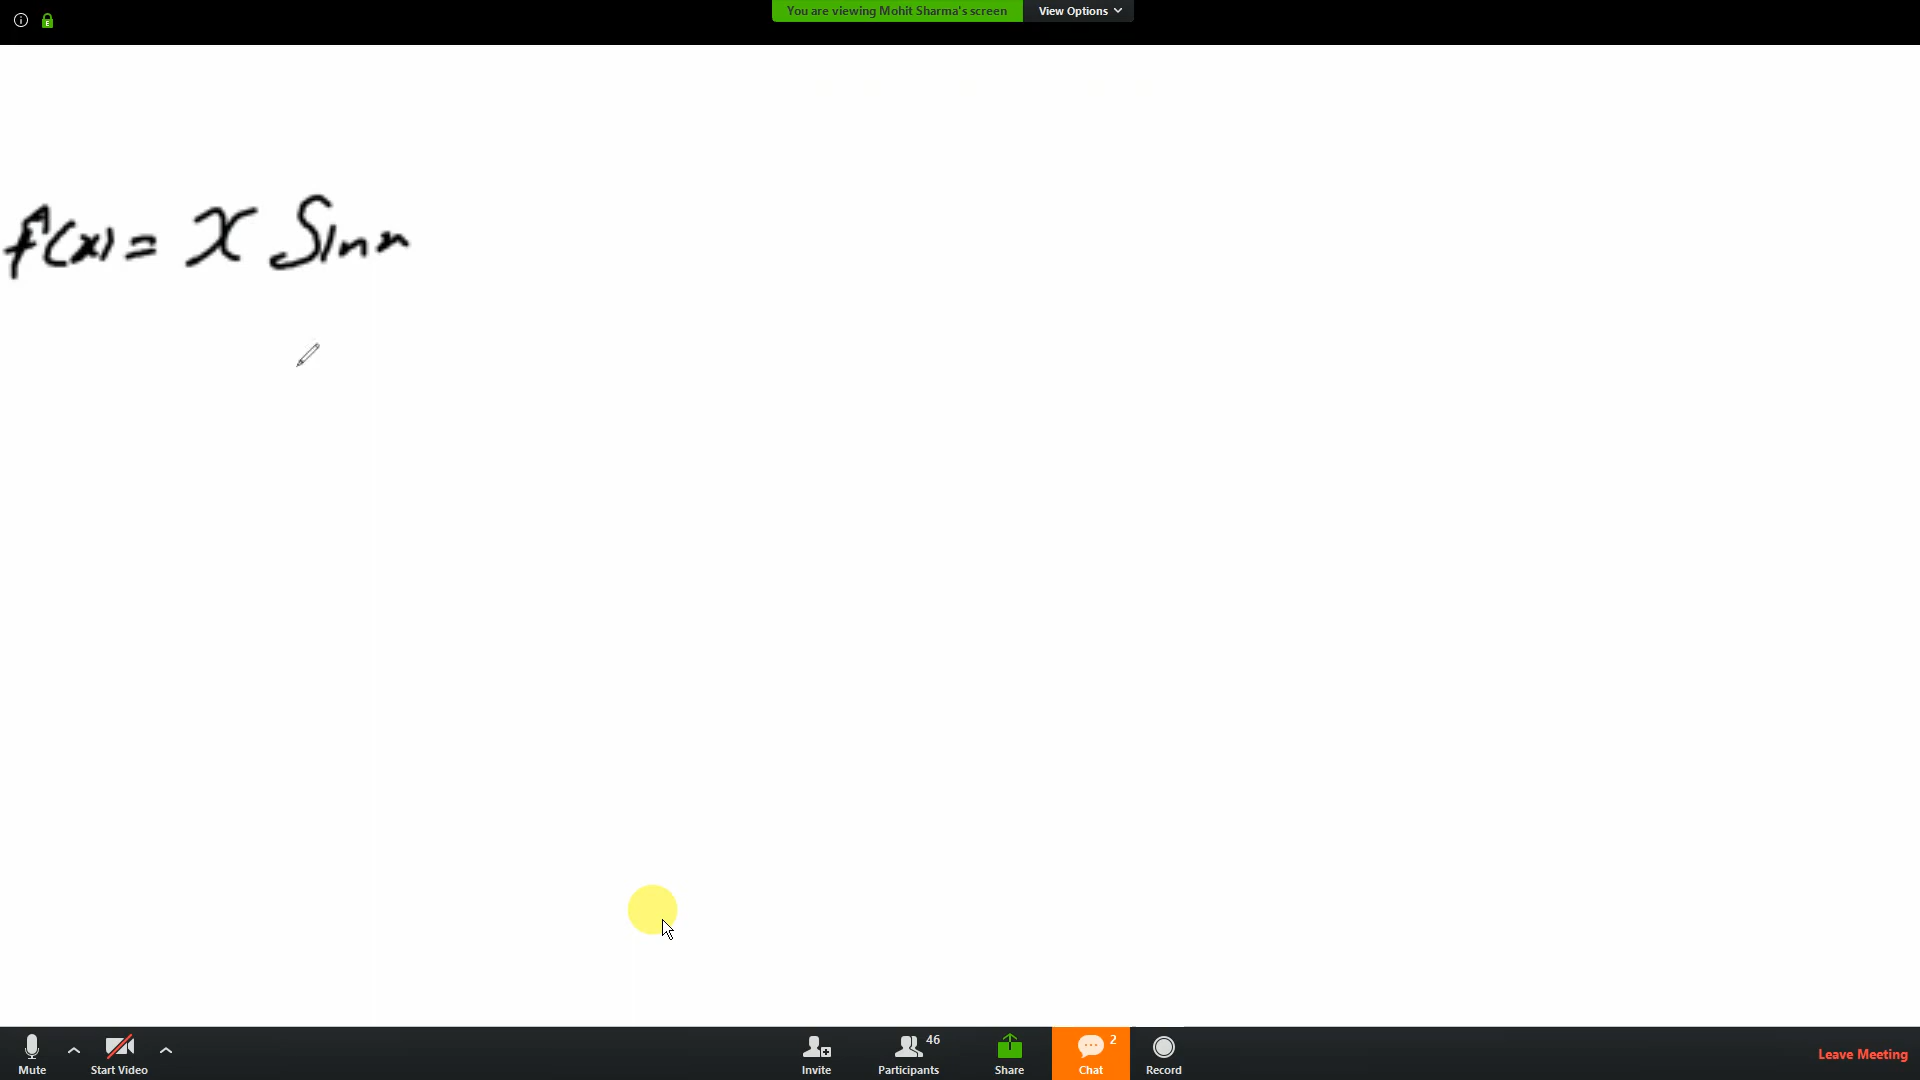 You are viewing Mohit Sharma's screen View Options
f(x) = x Sin x
46
2
Mute Start Video Invite Participants Share Chat Record Leave Meeting